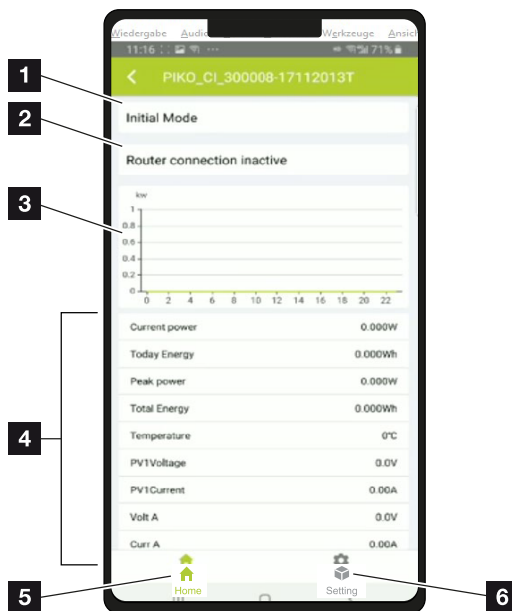 Wiedergabe Audio Werkzeuge Ansich
11:16 71%
PIKO_CI_300008-17112013T
1
Initial Mode
2
Router connection inactive
3
kw
1
0.8
0.6
0.4
0.2
0
0 2 4 6 8 10 12 14 16 18 20 22
4
Current power 0.000W
Today Energy 0.000Wh
Peak power 0.000W
Total Energy 0.000Wh
Temperature 0°C
PV1Voltage 0.0V
PV1Current 0.00A
Volt A 0.0V
Curr A 0.00A
5 Home Setting 6